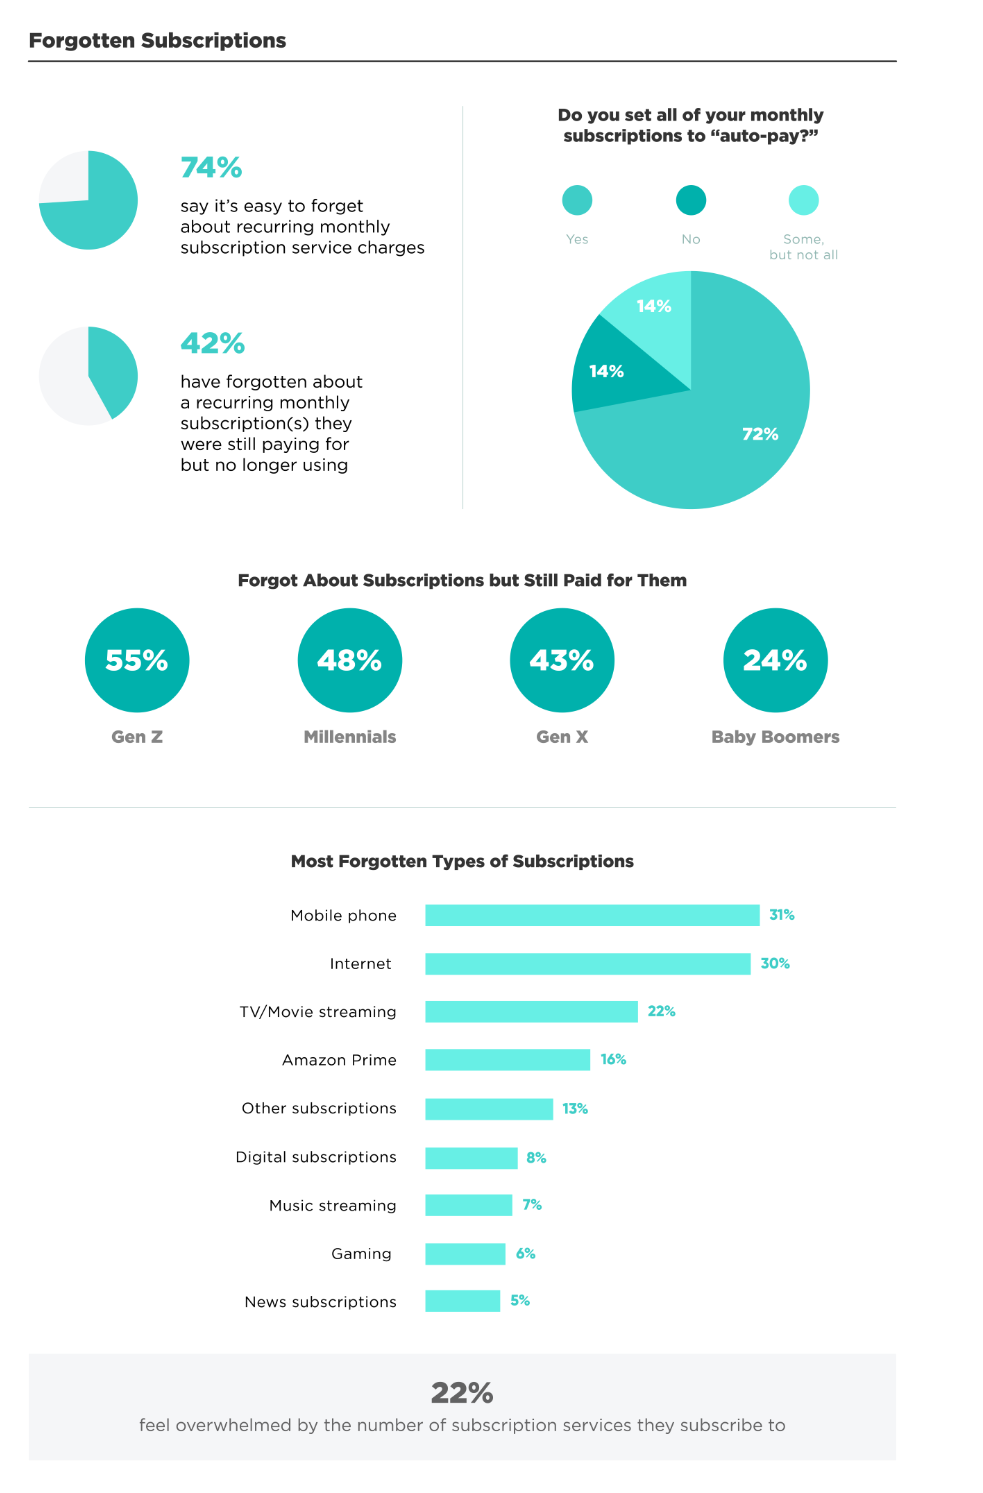 Forgotten Subscriptions
74%
say it’s easy to forget
about recurring monthly
subscription service charges
42%
have forgotten about
a recurring monthly
subscription(s) they
were still paying for
but no longer using
Do you set all of your monthly
subscriptions to “auto-pay?”
Yes
No
Some,
but not all
14%
14%
72%
Forgot About Subscriptions but Still Paid for Them
55%
48%
43%
24%
Gen Z
Millennials
Gen X
Baby Boomers
Most Forgotten Types of Subscriptions
Mobile phone 31%
Internet 30%
TV/Movie streaming 22%
Amazon Prime 16%
Other subscriptions 13%
Digital subscriptions 8%
Music streaming 7%
Gaming 6%
News subscriptions 5%
22%
feel overwhelmed by the number of subscription services they subscribe to